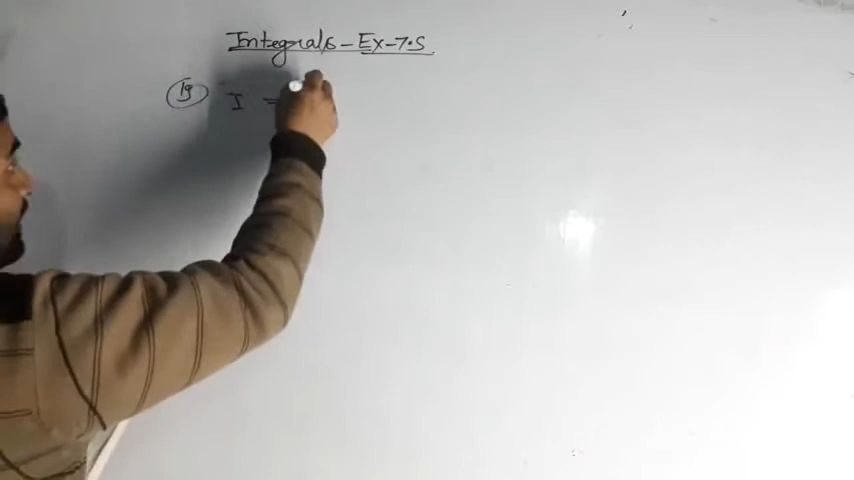 Integrals - Ex - 7.5
19 I =